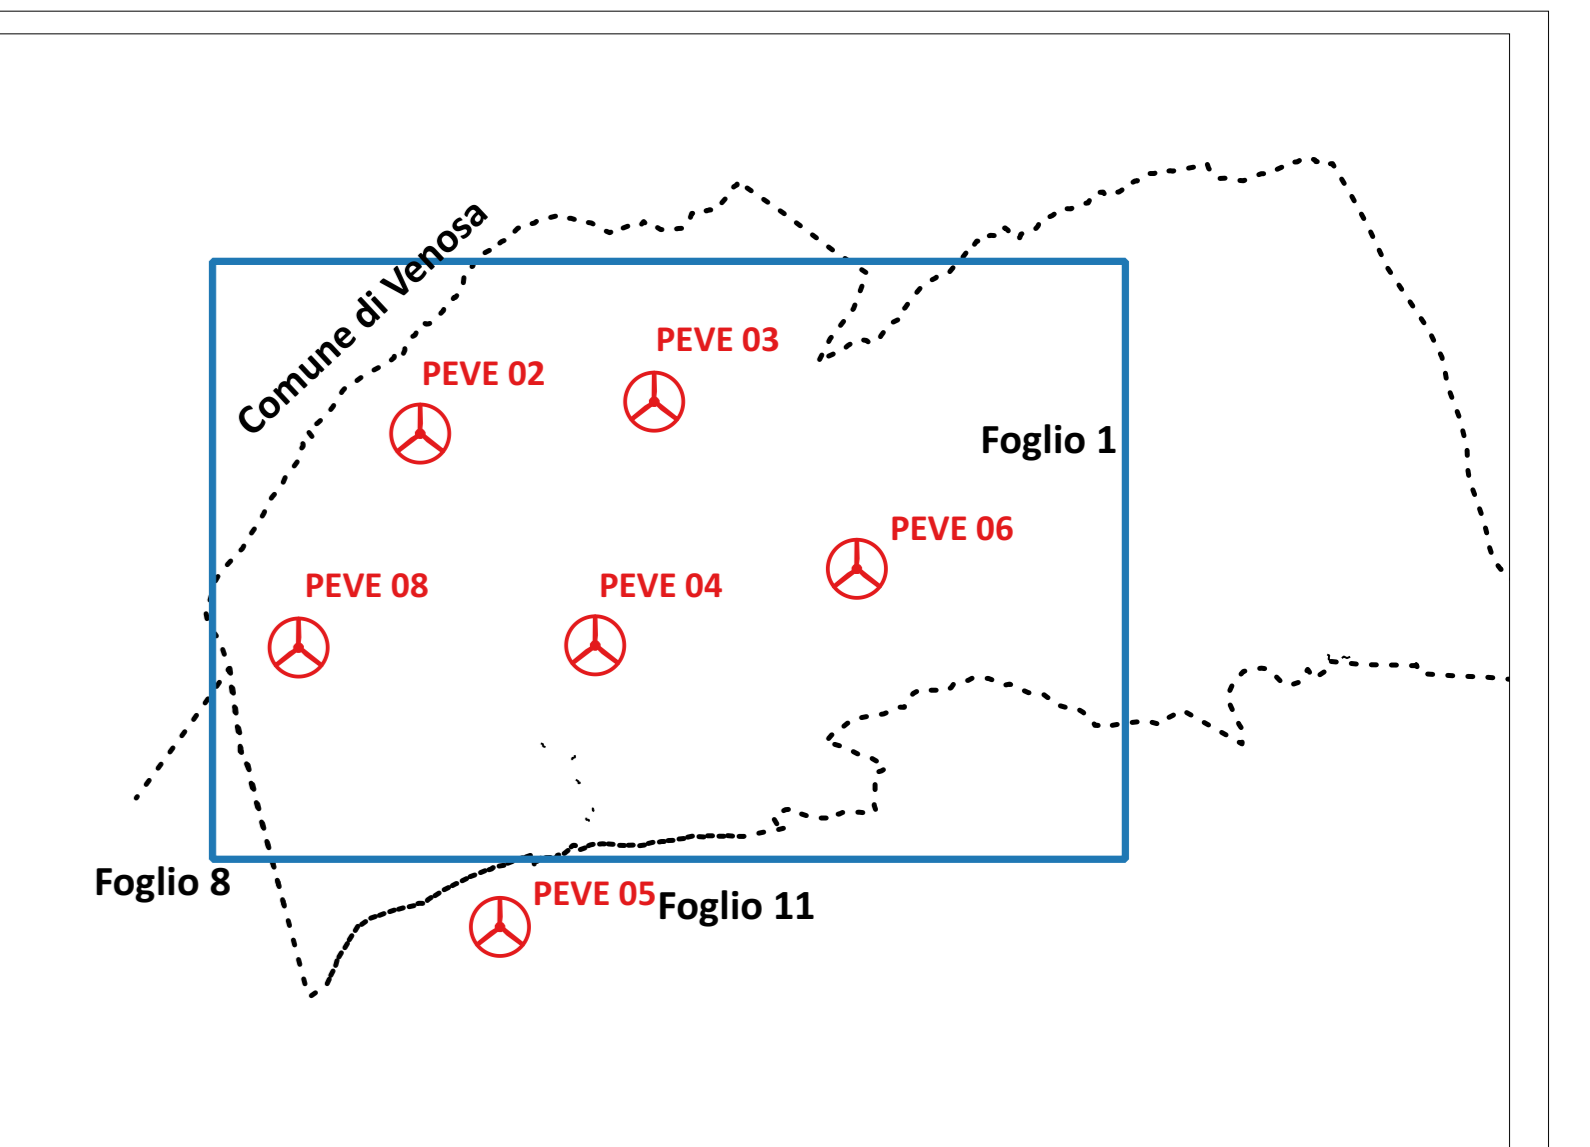 Comune di Venosa
PEVE 03
PEVE 02
Foglio 1
PEVE 06
PEVE 08
PEVE 04
Foglio 8
PEVE 05
Foglio 11